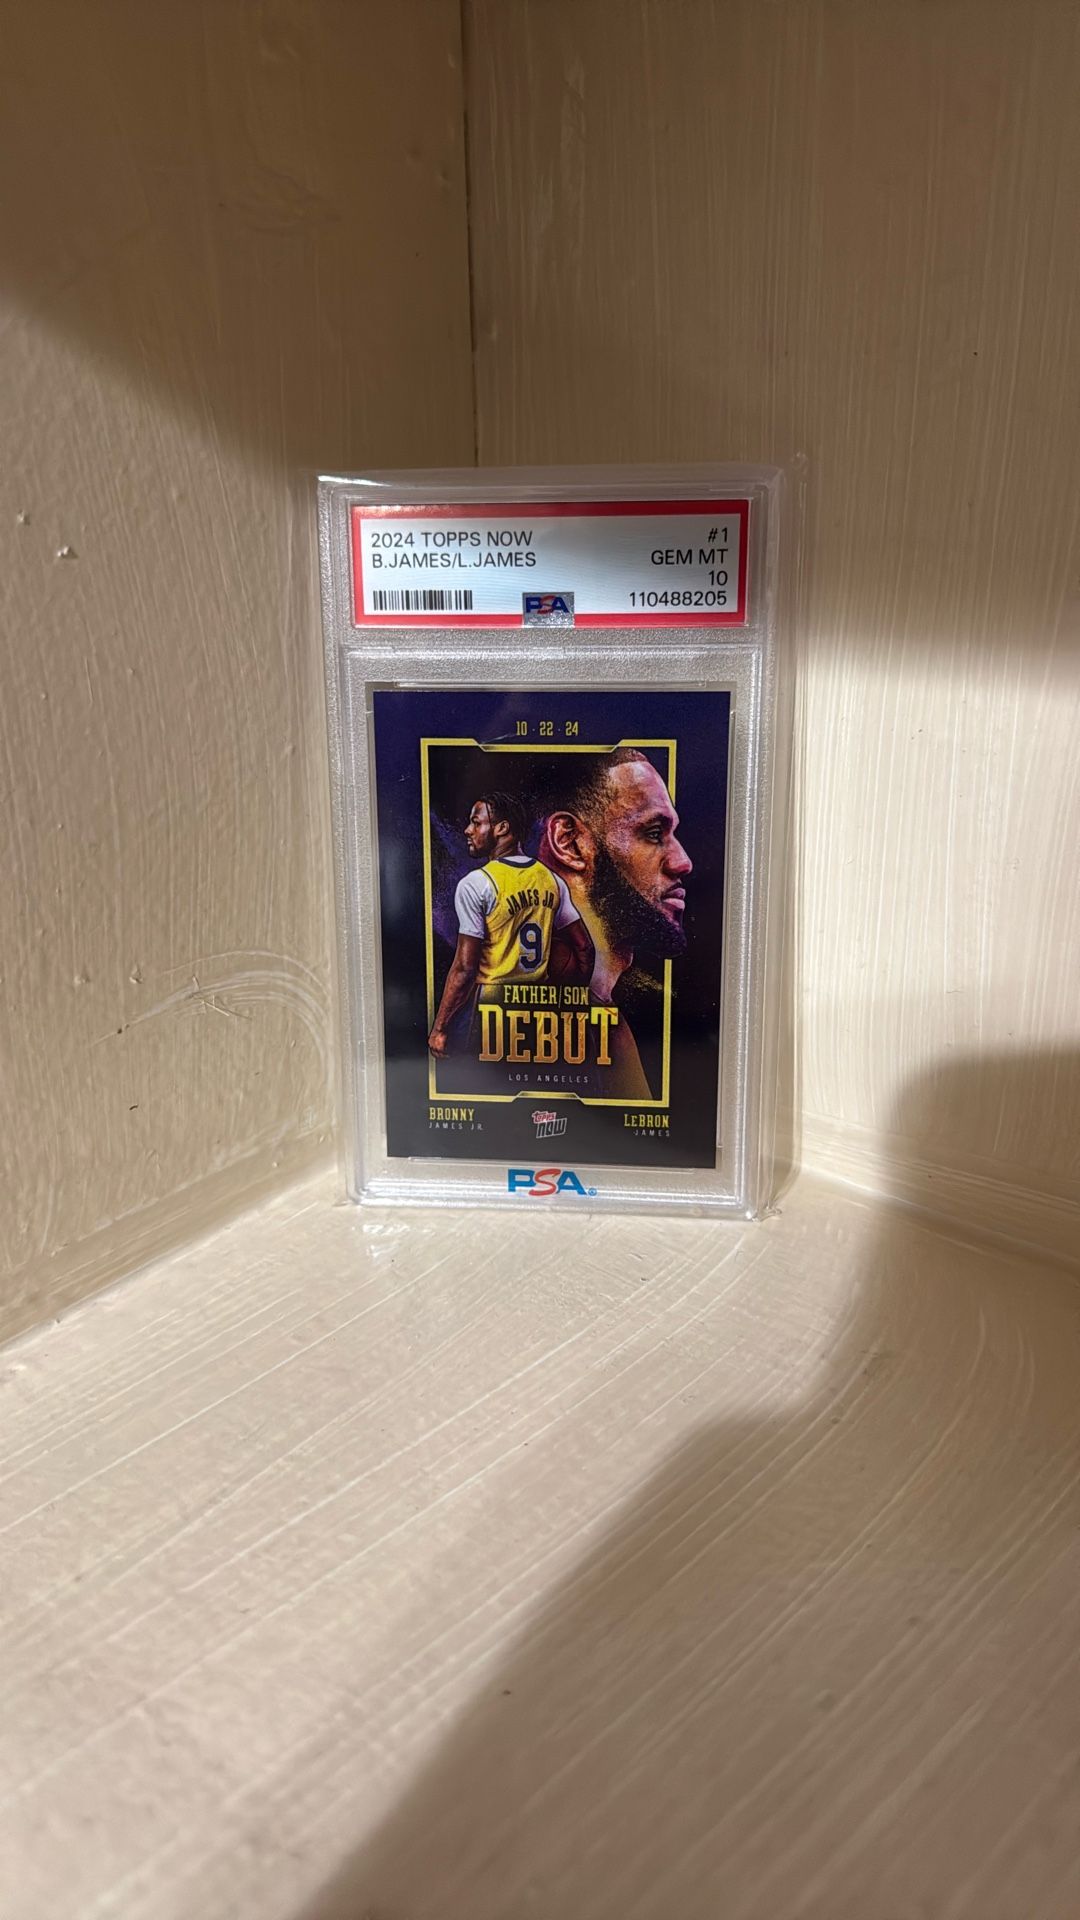 2024 TOPPS NOW #1
B.JAMES/L.JAMES GEM MT
10
PSA 110488205
10 · 22 · 24
JAMES JR.
9
FATHER/SON
DEBUT
LOS ANGELES
BRONNY
JAMES JR.
TOPPS
NOW
LEBRON
JAMES
PSA®